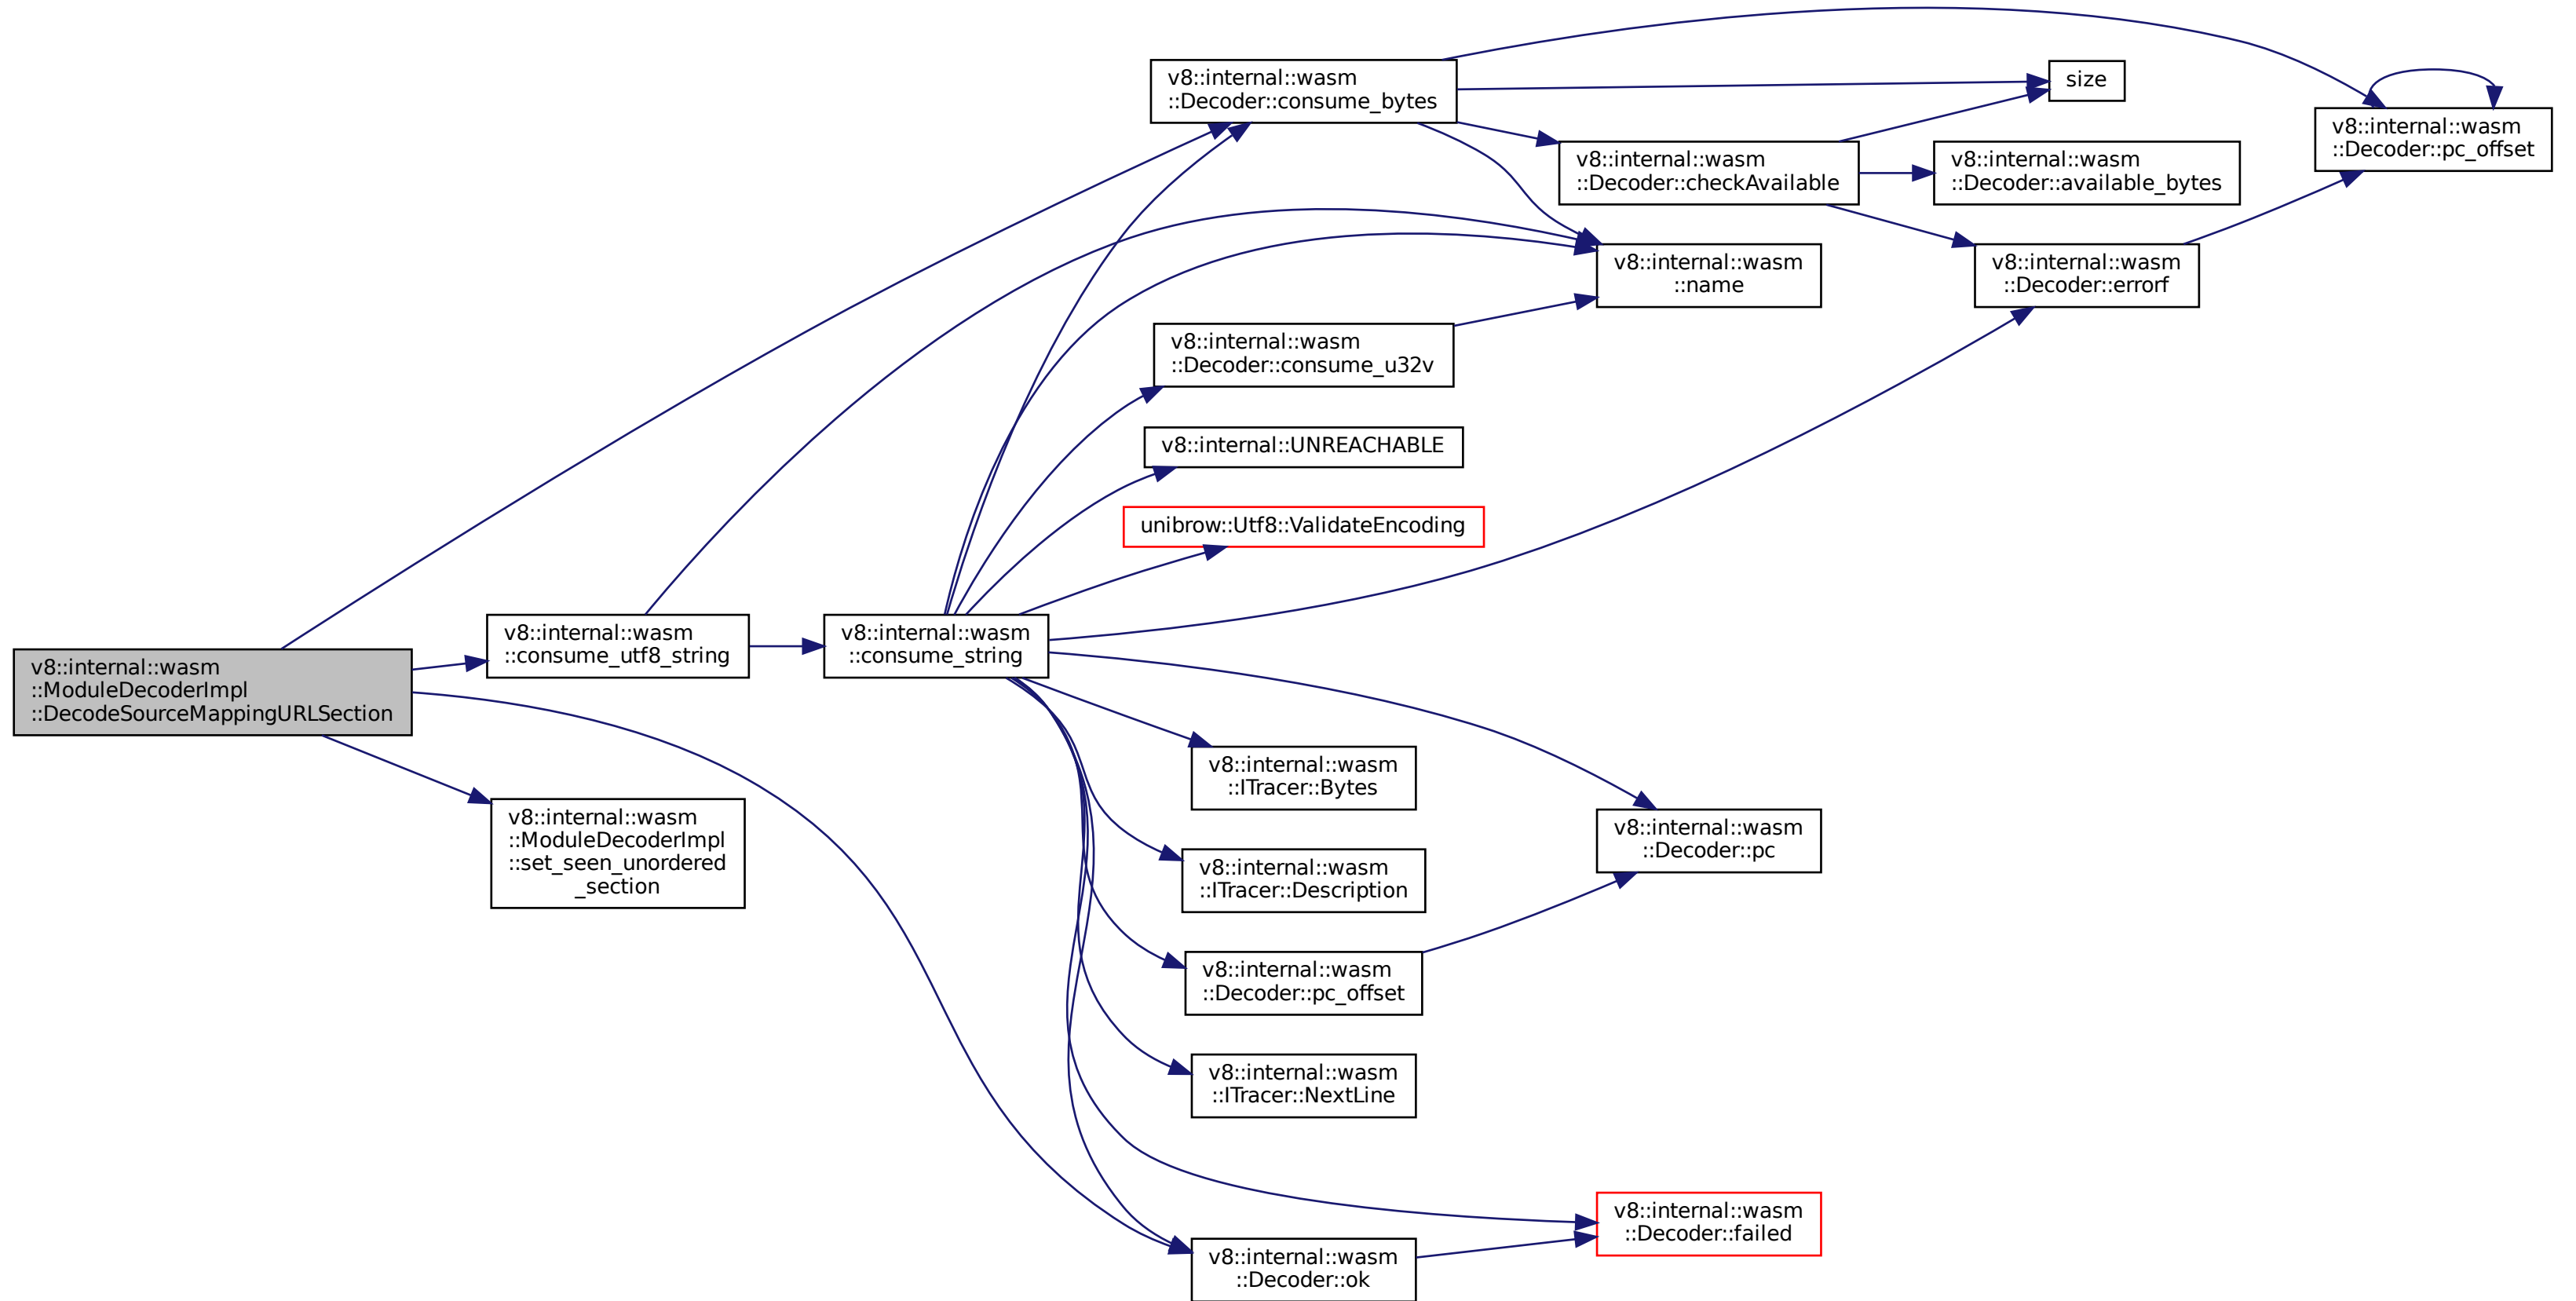 v8::internal::wasm
::ModuleDecoderImpl
::DecodeSourceMappingURLSection
v8::internal::wasm
::consume_utf8_string
v8::internal::wasm
::ModuleDecoderImpl
::set_seen_unordered
_section
v8::internal::wasm
::consume_string
v8::internal::wasm
::Decoder::consume_bytes
v8::internal::wasm
::Decoder::consume_u32v
v8::internal::UNREACHABLE
unibrow::Utf8::ValidateEncoding
v8::internal::wasm
::ITracer::Bytes
v8::internal::wasm
::ITracer::Description
v8::internal::wasm
::Decoder::pc_offset
v8::internal::wasm
::ITracer::NextLine
v8::internal::wasm
::Decoder::ok
v8::internal::wasm
::Decoder::checkAvailable
v8::internal::wasm
::name
v8::internal::wasm
::Decoder::pc
v8::internal::wasm
::Decoder::failed
size
v8::internal::wasm
::Decoder::available_bytes
v8::internal::wasm
::Decoder::errorf
v8::internal::wasm
::Decoder::pc_offset